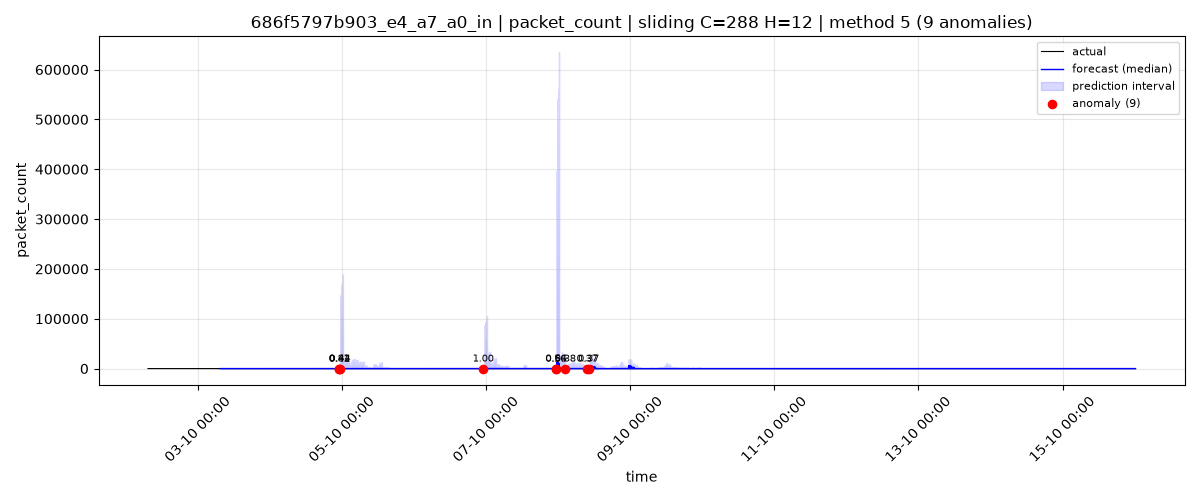 686f5797b903_e4_a7_a0_in | packet_count | sliding C=288 H=12 | method 5 (9 anomalies)
actual
forecast (median)
prediction interval
anomaly (9)
packet_count
600000
500000
400000
300000
200000
100000
0
1.00
03-10 00:00
05-10 00:00
07-10 00:00
09-10 00:00
11-10 00:00
13-10 00:00
15-10 00:00
time